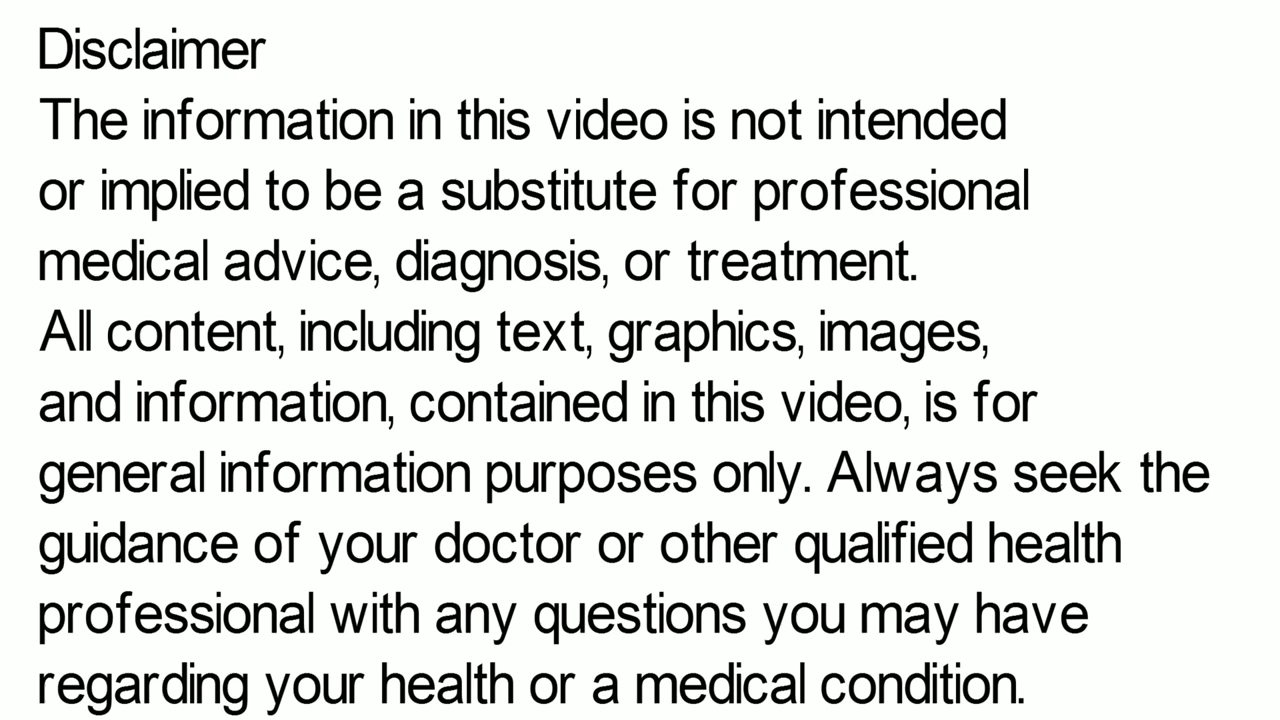 Disclaimer
The information in this video is not intended
or implied to be a substitute for professional
medical advice, diagnosis, or treatment.
All content, including text, graphics, images,
and information, contained in this video, is for
general information purposes only. Always seek the
guidance of your doctor or other qualified health
professional with any questions you may have
regarding your health or a medical condition.